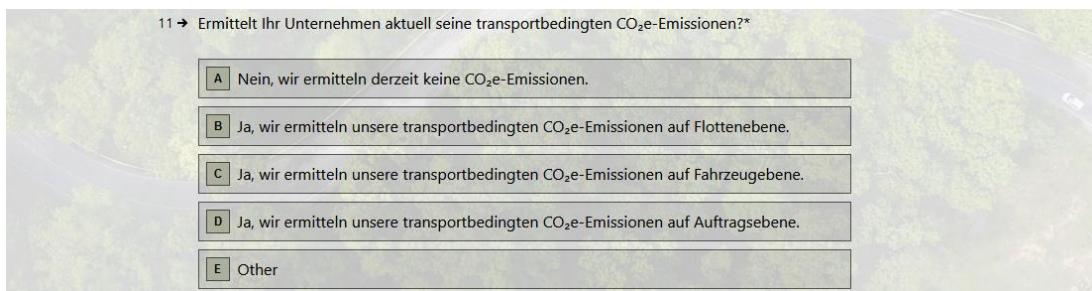 11 → Ermittelt Ihr Unternehmen aktuell seine transportbedingten CO₂e-Emissionen?*
A Nein, wir ermitteln derzeit keine CO₂e-Emissionen.
B Ja, wir ermitteln unsere transportbedingten CO₂e-Emissionen auf Flottenebene.
C Ja, wir ermitteln unsere transportbedingten CO₂e-Emissionen auf Fahrzeugebene.
D Ja, wir ermitteln unsere transportbedingten CO₂e-Emissionen auf Auftragsebene.
E Other